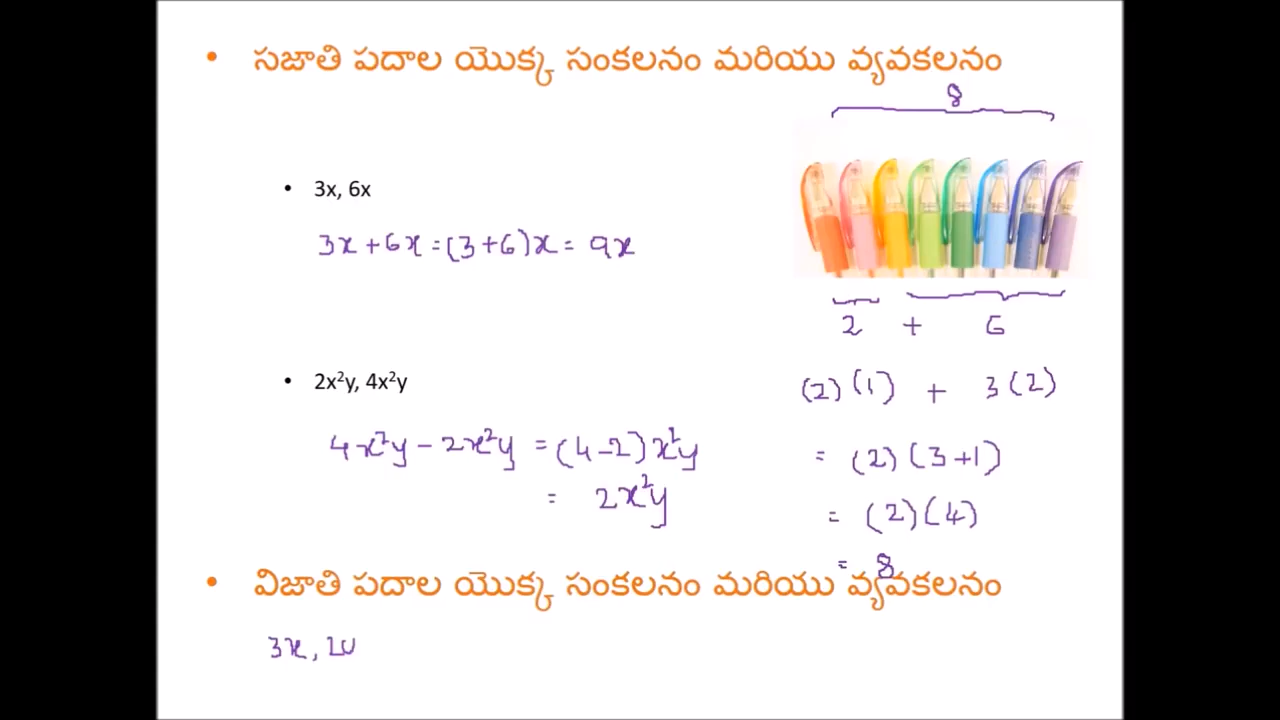 • సజాతి పదాల యొక్క సంకలనం మరియు వ్యవకలనం
8
• 3x, 6x
3x + 6x = (3+6)x = 9x
2 + 6
• 2x²y, 4x²y
(2)(1) + 3(2)
4x²y - 2x²y = (4-2)x²y
= (2)(3+1)
= 2x²y
= (2)(4)
= 8
• విజాతి పదాల యొక్క సంకలనం మరియు వ్యవకలనం
3x,